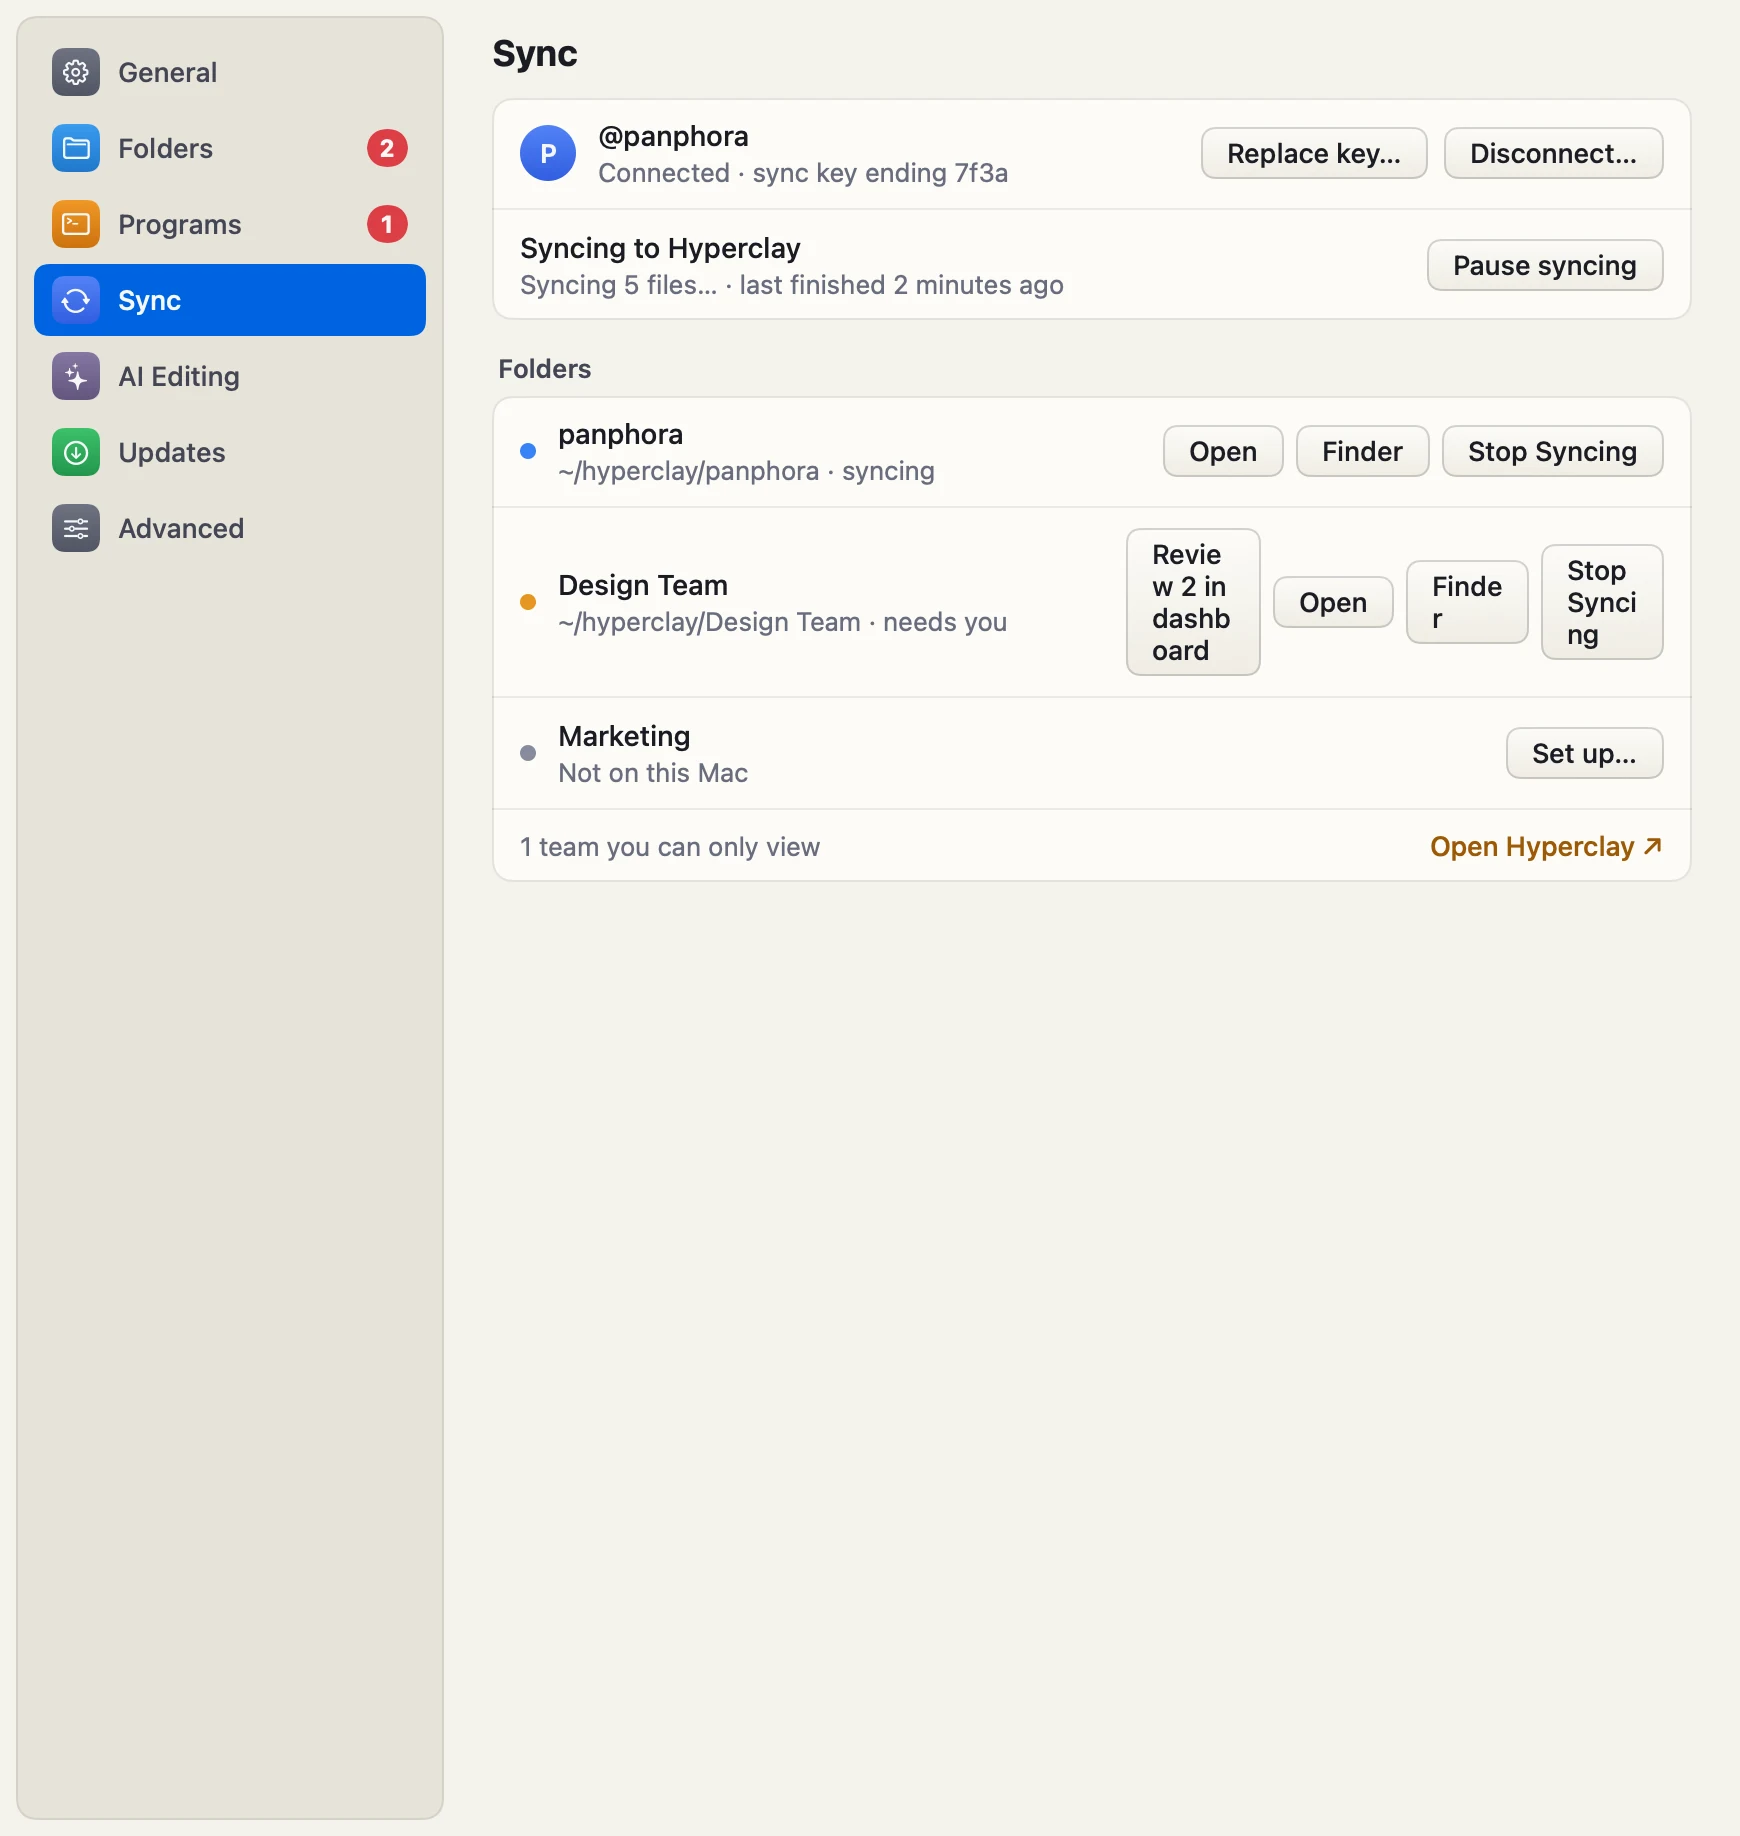 General
Folders 2
Programs 1
Sync
AI Editing
Updates
Advanced
Sync
P
@panphora
Connected · sync key ending 7f3a
Replace key...
Disconnect...
Syncing to Hyperclay
Syncing 5 files... · last finished 2 minutes ago
Pause syncing
Folders
panphora
~/hyperclay/panphora · syncing
Open
Finder
Stop Syncing
Design Team
~/hyperclay/Design Team · needs you
Revie
w 2 in
dashb
oard
Open
Finde
r
Stop
Synci
ng
Marketing
Not on this Mac
Set up...
1 team you can only view
Open Hyperclay ↗